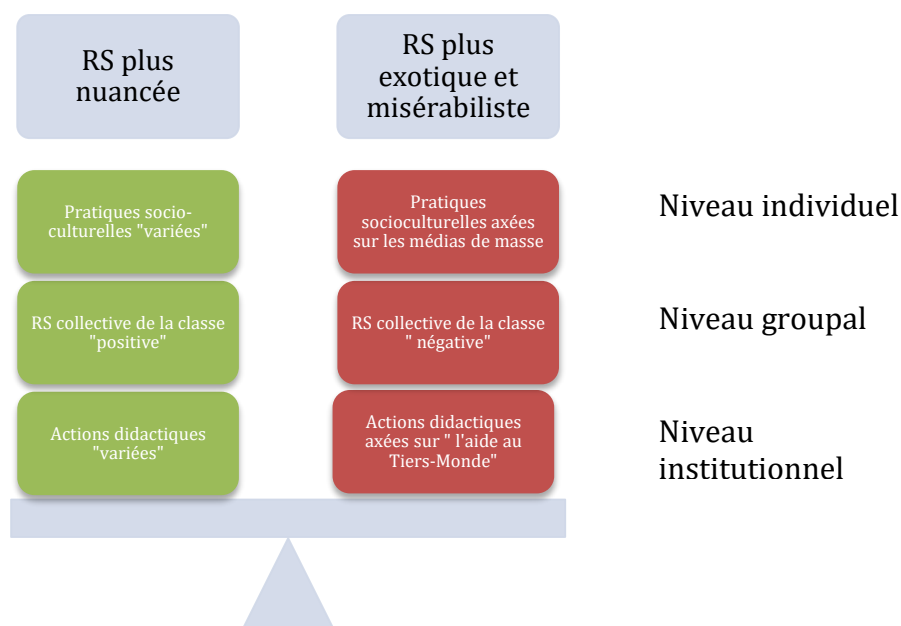 RS plus
nuancée
RS plus
exotique et
misérabiliste
Pratiques socio-
culturelles "variées"
Pratiques
socioculturelles axées
sur les médias de masse
Niveau individuel
RS collective de la classe
"positive"
RS collective de la classe
" négative"
Niveau groupal
Actions didactiques
"variées"
Actions didactiques
axées sur " l'aide au
Tiers-Monde"
Niveau
institutionnel